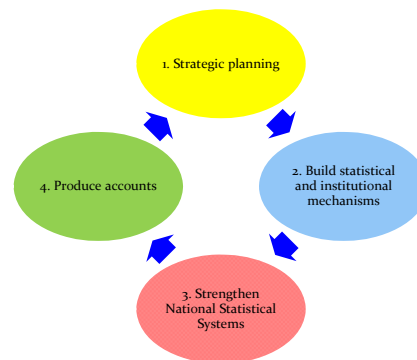 1. Strategic planning
2. Build statistical
and institutional
mechanisms
3. Strengthen
National Statistical
Systems
4. Produce accounts